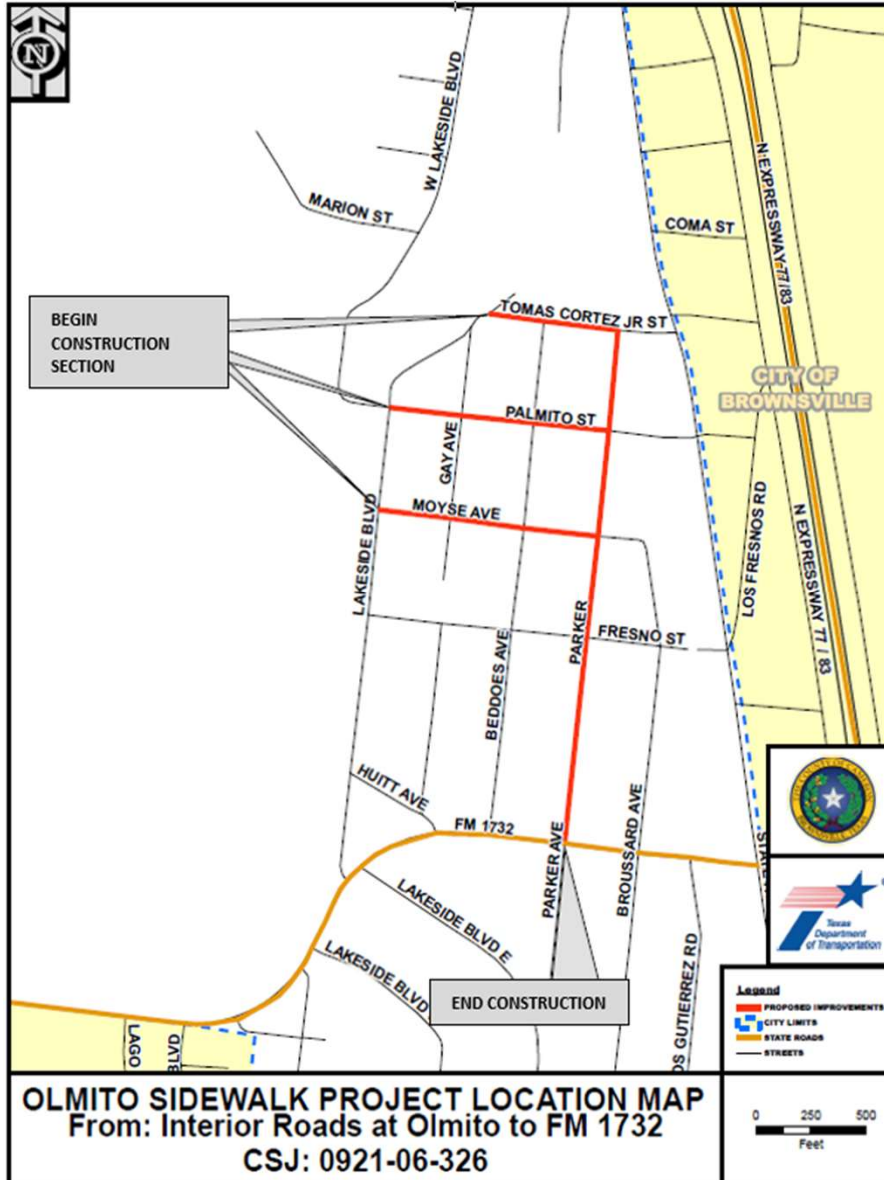 N
W LAKESIDE BLVD
MARION ST
COMA ST
N EXPRESSWAY 77/83
BEGIN
CONSTRUCTION
SECTION
TOMAS CORTEZ JR ST
CITY OF
BROWNSVILLE
PALMITO ST
GAY AVE
MOYSE AVE
LAKESIDE BLVD
LOS FRESNOS RD
N EXPRESSWAY 77 / 83
PARKER
FRESNO ST
BEDDOES AVE
HUITT AVE
FM 1732
BROUSSARD AVE
PARKER AVE
LAKESIDE BLVD E
LAKESIDE BLVD
OS GUTIERREZ RD
END CONSTRUCTION
LAGO
BLVD
STATE
Texas
Department
of Transportation
Legend
PROPOSED IMPROVEMENTS
CITY LIMITS
STATE ROADS
STREETS
OLMITO SIDEWALK PROJECT LOCATION MAP
From: Interior Roads at Olmito to FM 1732
CSJ: 0921-06-326
0 250 500
Feet